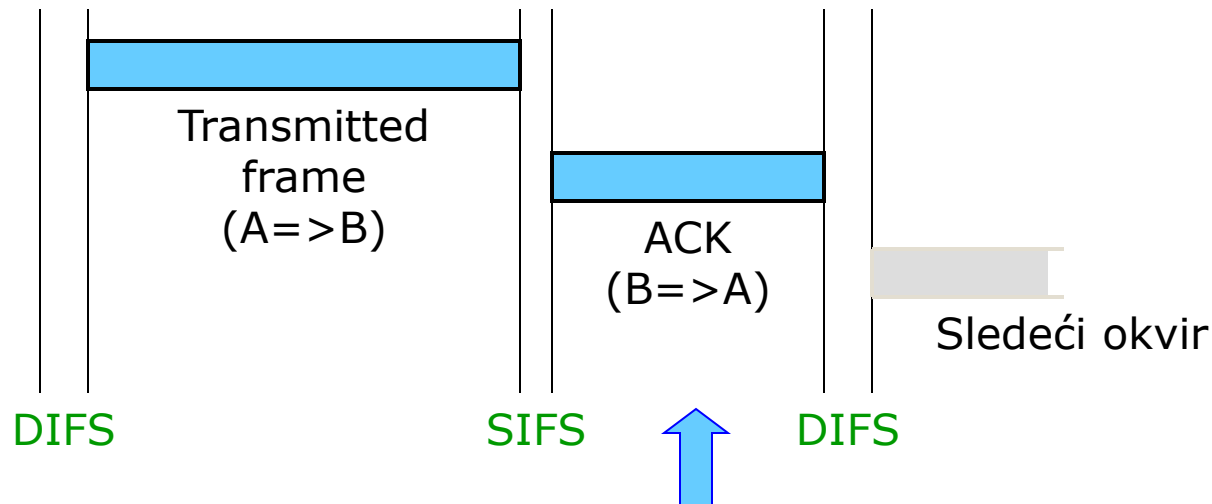 Transmitted
frame
(A=>B)
ACK
(B=>A)
Sledeći okvir
DIFS
SIFS
DIFS